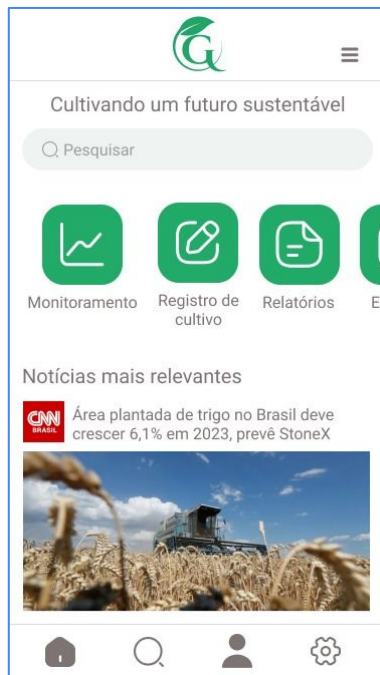 G
Cultivando um futuro sustentável
Pesquisar
Monitoramento
Registro de
cultivo
Relatórios
E
Notícias mais relevantes
CNN
BRASIL
Área plantada de trigo no Brasil deve
crescer 6,1% em 2023, prevê StoneX